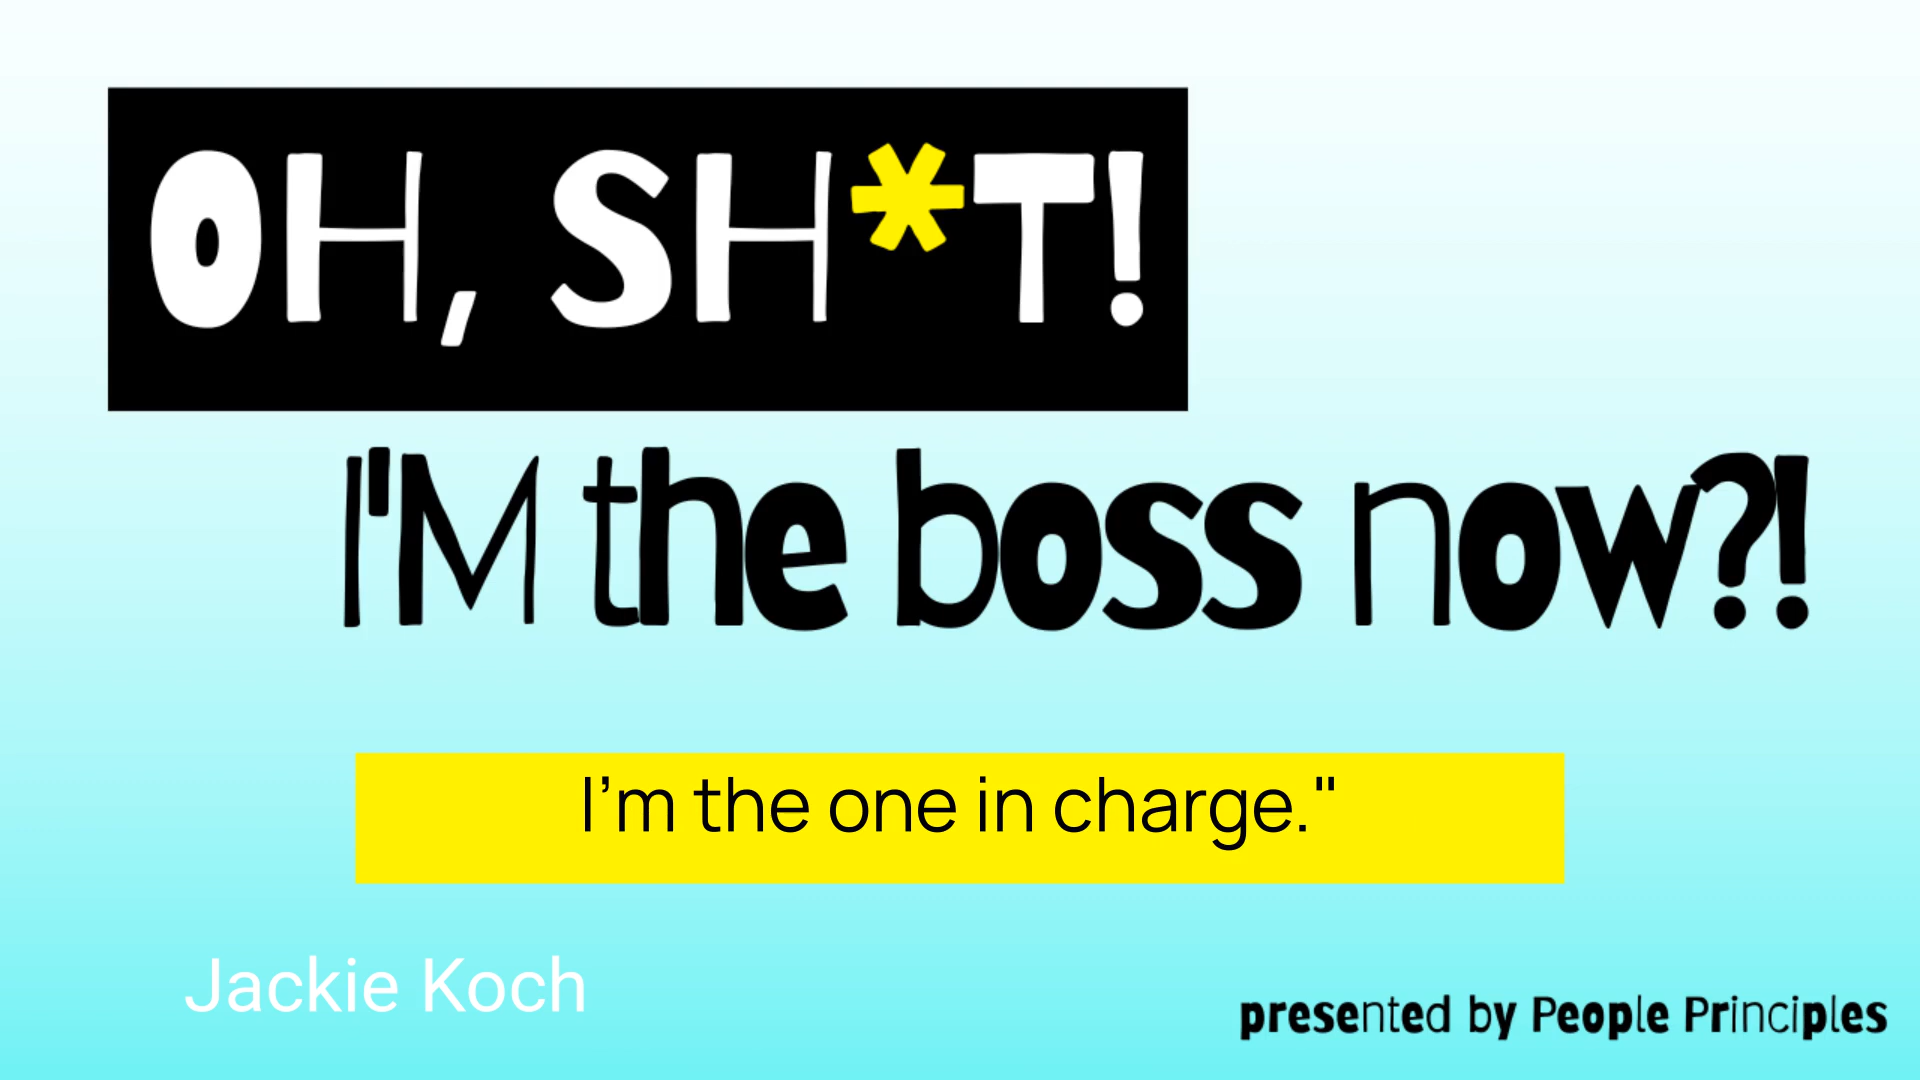 OH, SH*T!
I'M the boss now?!
I’m the one in charge."
Jackie Koch
presented by People Principles